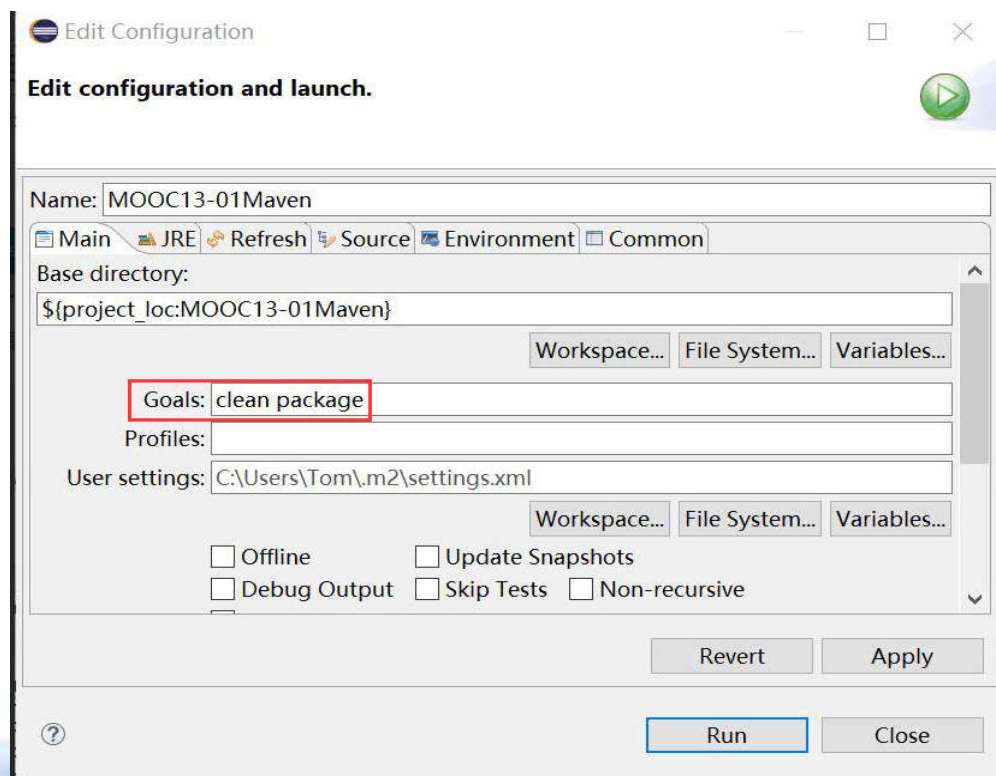 Edit Configuration
Edit configuration and launch.
Name: MOOC13-01Maven
Main JRE Refresh Source Environment Common
Base directory:
${project_loc:MOOC13-01Maven}
Workspace... File System... Variables...
Goals: clean package
Profiles:
User settings: C:\Users\Tom\.m2\settings.xml
Workspace... File System... Variables...
Offline Update Snapshots
Debug Output Skip Tests Non-recursive
Revert Apply
? Run Close